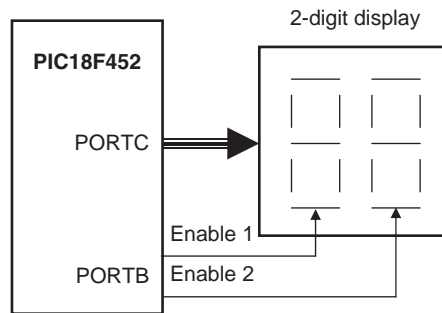 2-digit display
PIC18F452
PORTC
Enable 1
PORTB
Enable 2